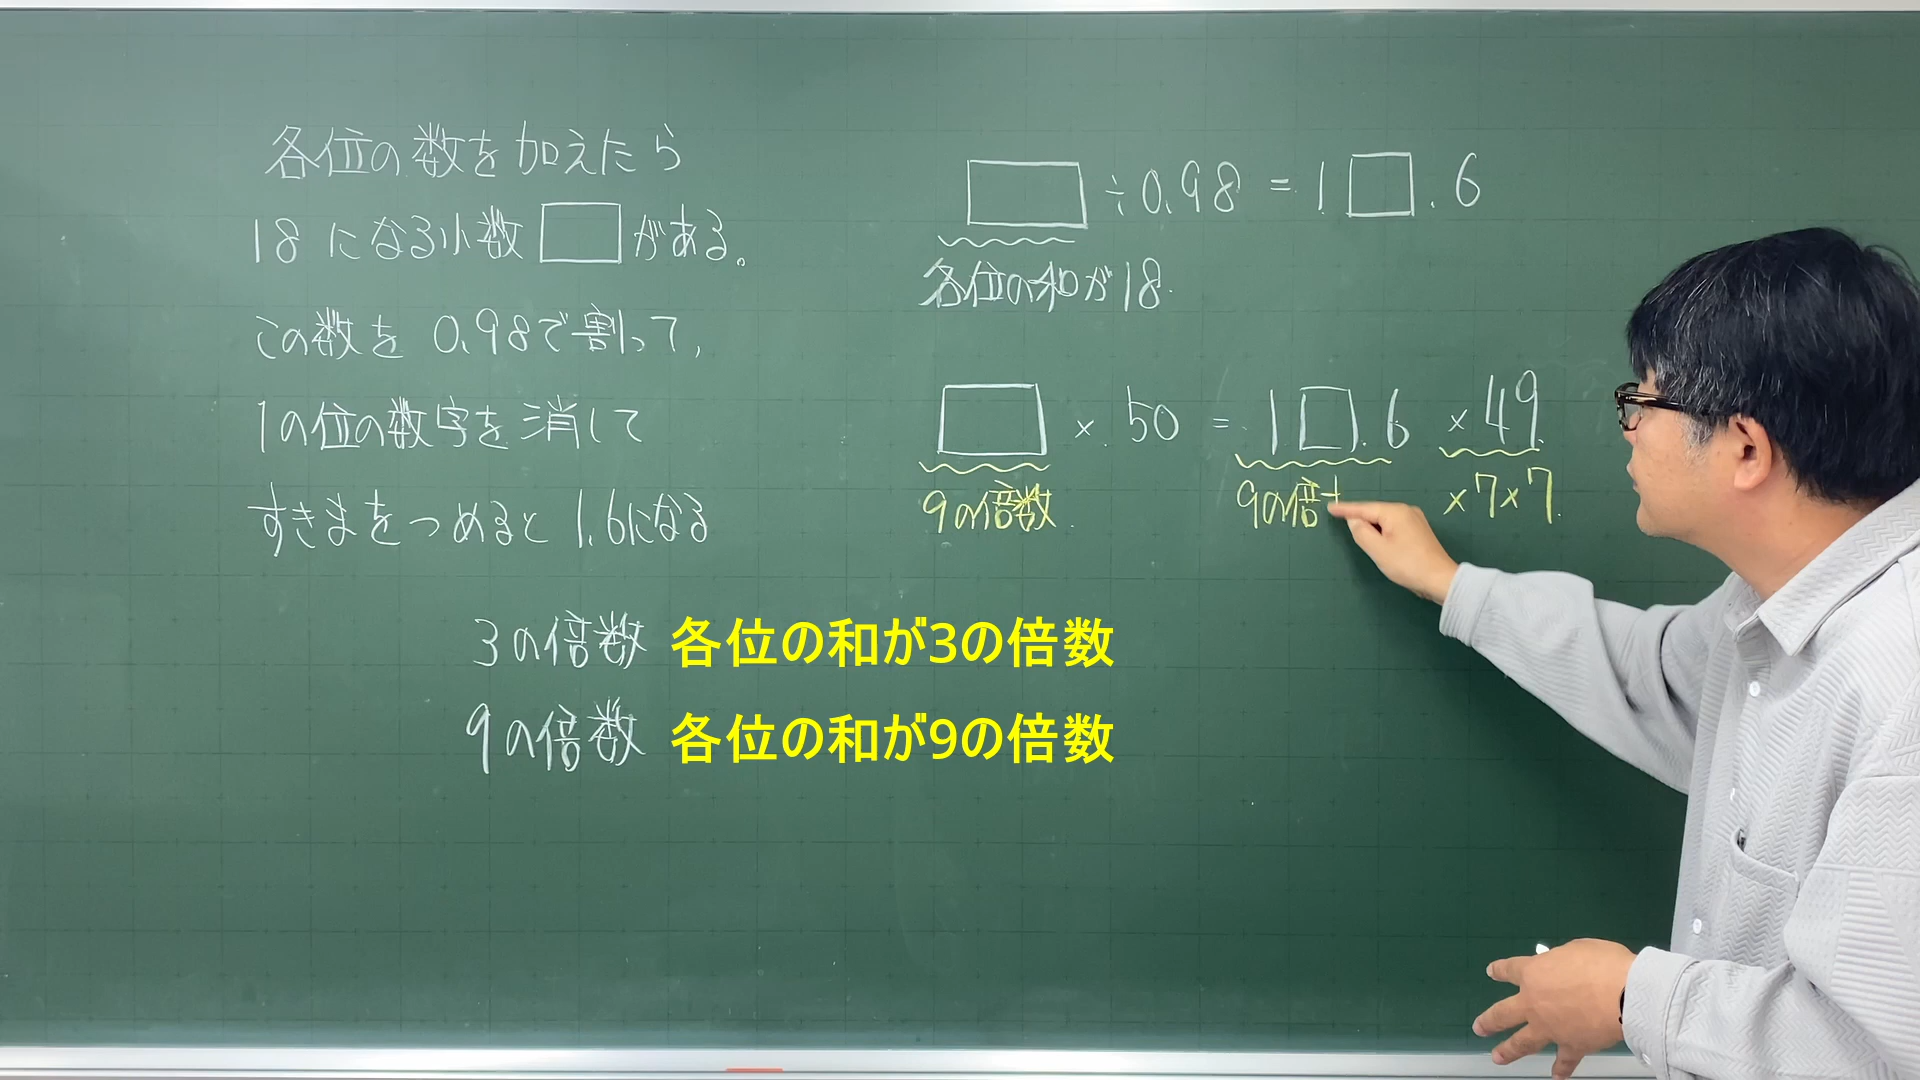 各位の数を加えたら
18になる小数□がある。
この数を0.98で割って,
1の位の数字を消して
すきまをつめると1.6になる
3の倍数 各位の和が3の倍数
9の倍数 各位の和が9の倍数
□÷0.98=1□.6
各位の和が18.
□×50=1□.6×49
9の倍数 9の倍 ×7×7